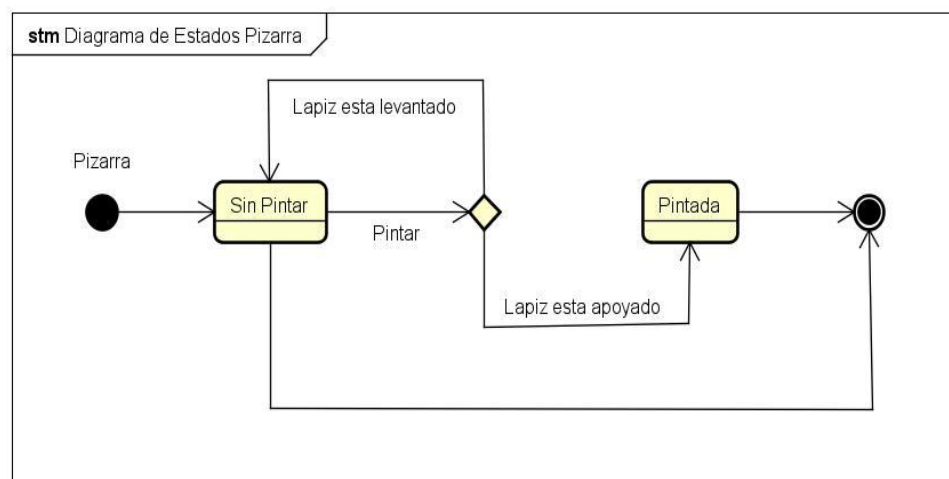 stm Diagrama de Estados Pizarra
Lapiz esta levantado
Pizarra
Sin Pintar
Pintada
Pintar
Lapiz esta apoyado